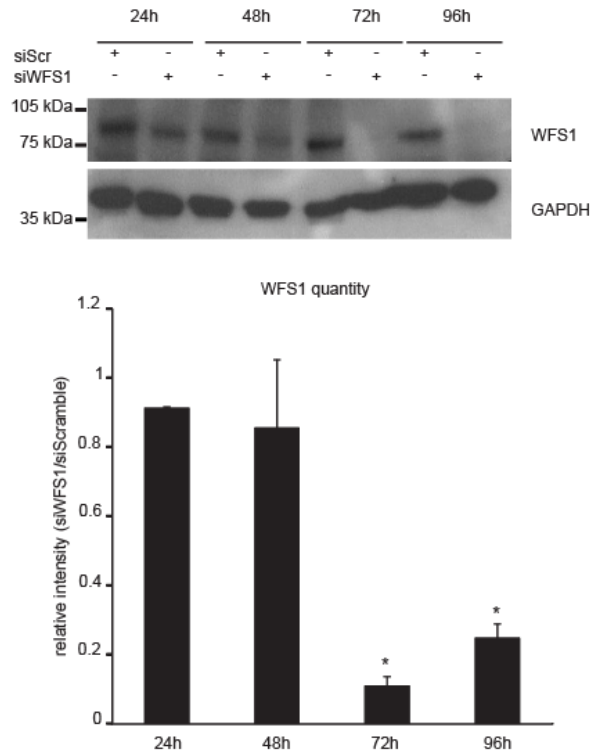 24h 48h 72h 96h
siScr + - + - + - + -
siWFS1 - + - + - + - +
105 kDa
75 kDa
WFS1
35 kDa
GAPDH
WFS1 quantity
relative intensity (siWFS1/siScramble)
1.2
1
0.8
0.6
0.4
0.2
0
*
*
24h 48h 72h 96h